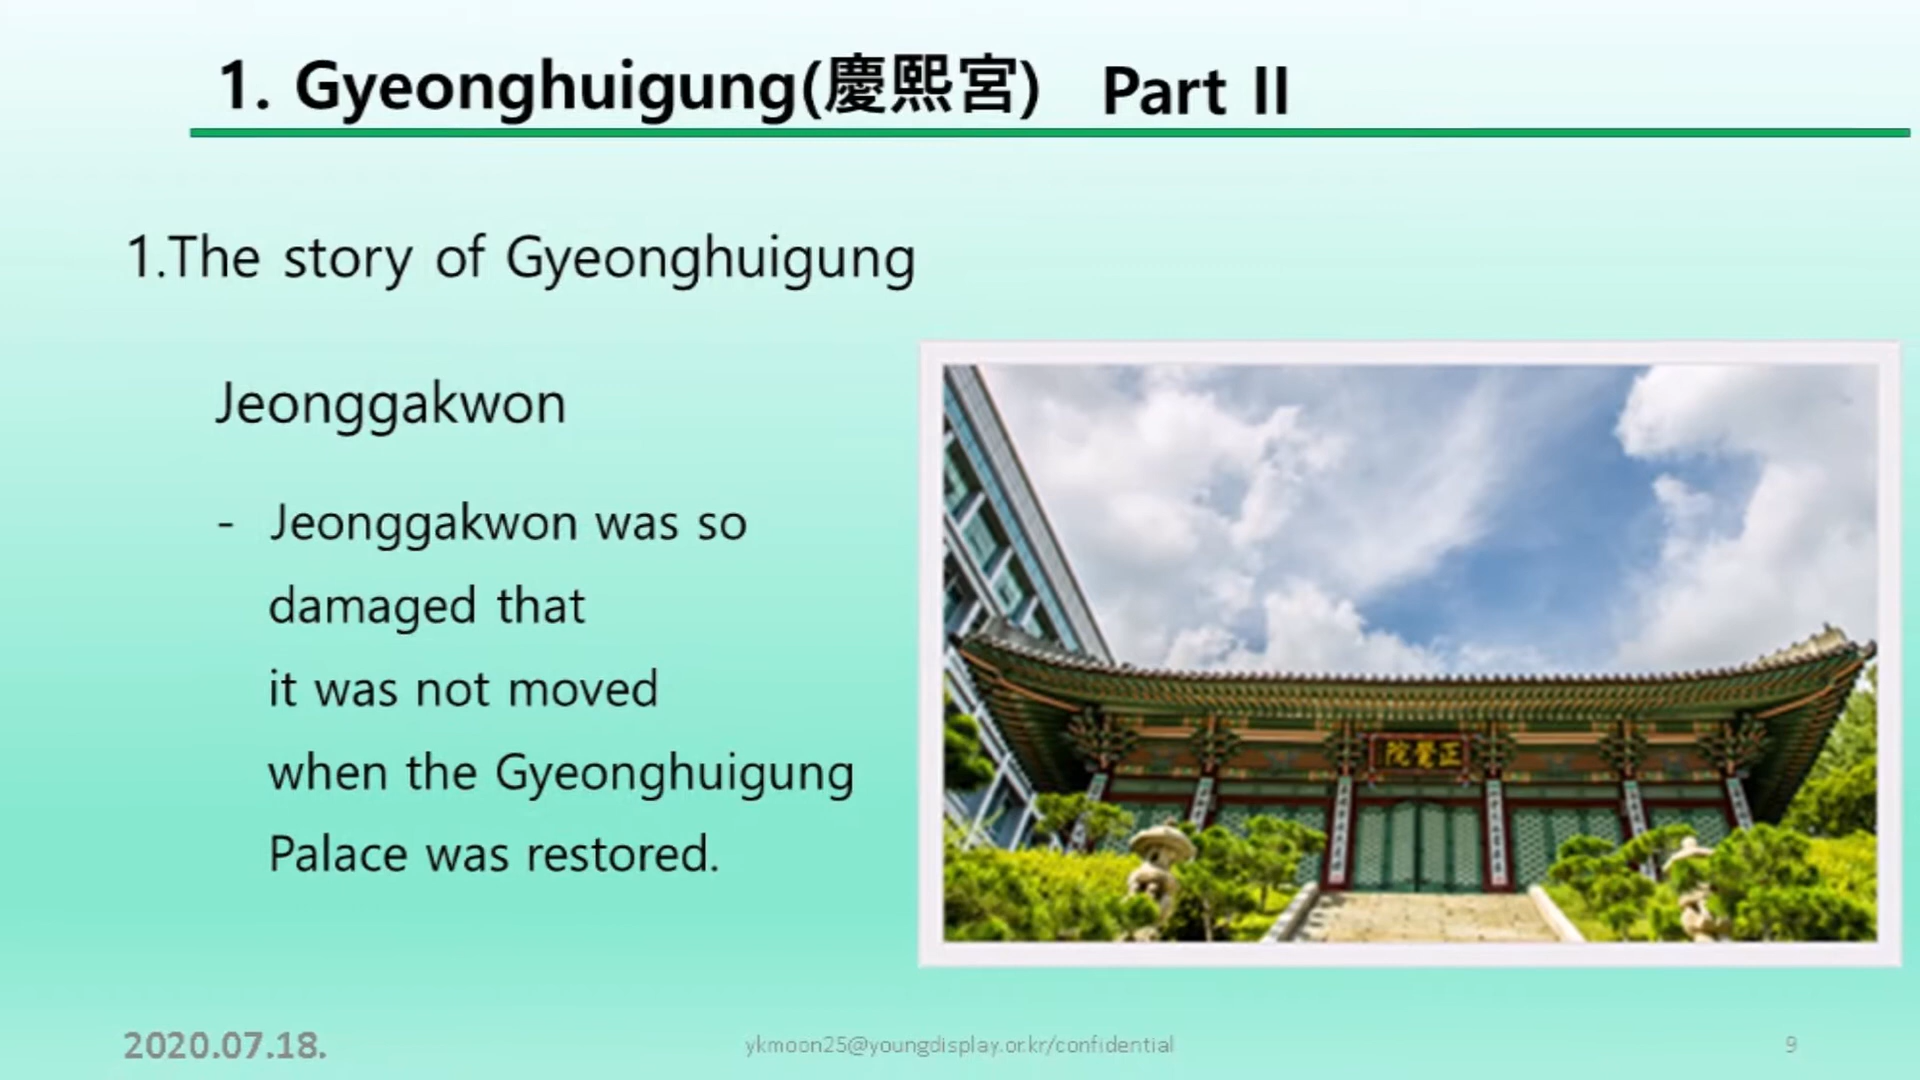 1. Gyeonghuigung(慶熙宮) Part II
1.The story of Gyeonghuigung
Jeonggakwon
- Jeonggakwon was so
damaged that
it was not moved
when the Gyeonghuigung
Palace was restored.
院覺正
2020.07.18.
ykmoon25@youngdisplay.or.kr/confidential
9